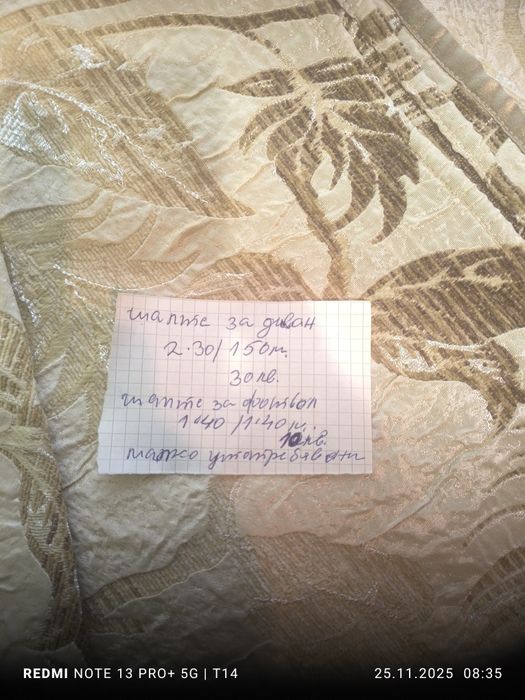 шалте за диван
2.30/150м.
30лв.
шалте за фотьол
1.40/1.40м.
10лв.
малко употребявани
REDMI NOTE 13 PRO+ 5G | T14
25.11.2025 08:35